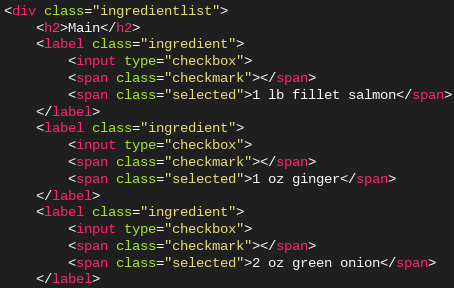 <div class="ingredientlist">
    <h2>Main</h2>
    <label class="ingredient">
        <input type="checkbox">
        <span class="checkmark"></span>
        <span class="selected">1 lb fillet salmon</span>
    </label>
    <label class="ingredient">
        <input type="checkbox">
        <span class="checkmark"></span>
        <span class="selected">1 oz ginger</span>
    </label>
    <label class="ingredient">
        <input type="checkbox">
        <span class="checkmark"></span>
        <span class="selected">2 oz green onion</span>
    </label>